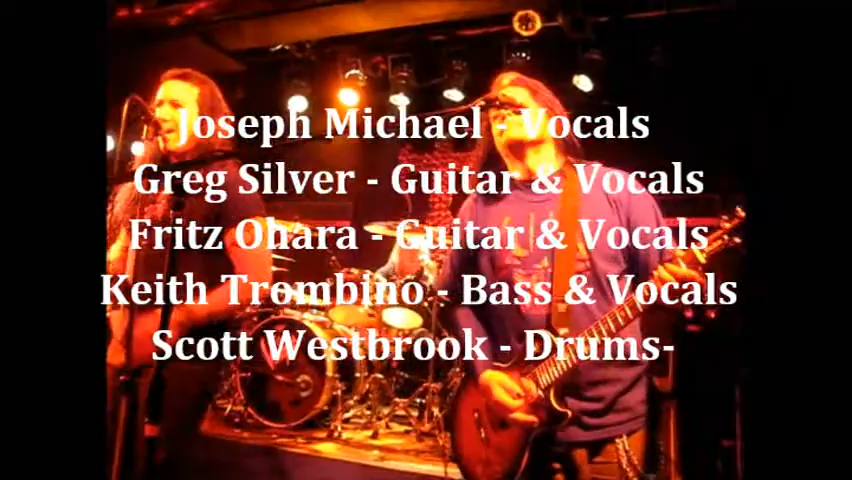 Joseph Michael - Vocals
Greg Silver - Guitar & Vocals
Fritz Ohara - Guitar & Vocals
Keith Trombino - Bass & Vocals
Scott Westbrook - Drums-